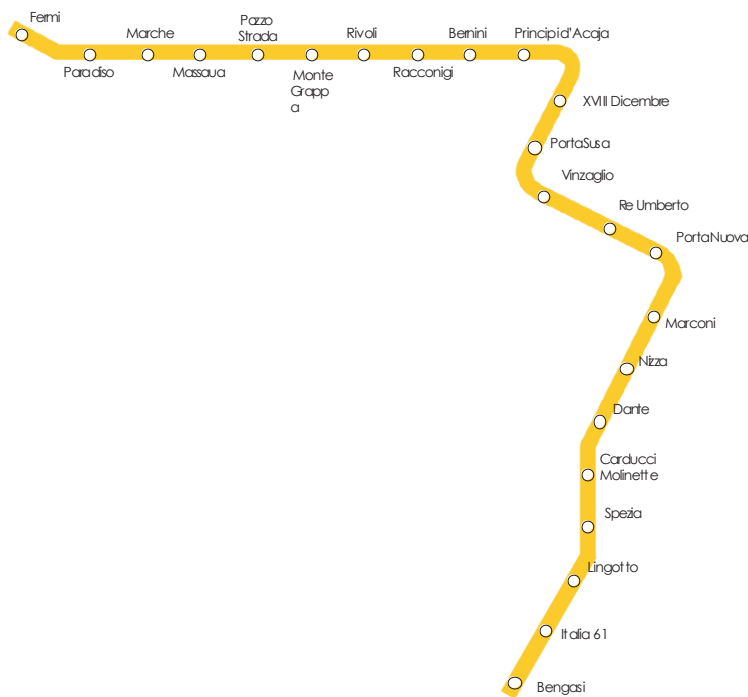 Fermi
Paradiso
Marche
Massaua
Pazzo
Strada
Monte
Grapp
a
Rivoli
Racconigi
Bernini
Principi d'Acaja
XVIII Dicembre
Porta Susa
Vinzaglio
Re Umberto
Porta Nuova
Marconi
Nizza
Dante
Carducci
Molinette
Spezia
Lingotto
Italia 61
Bengasi